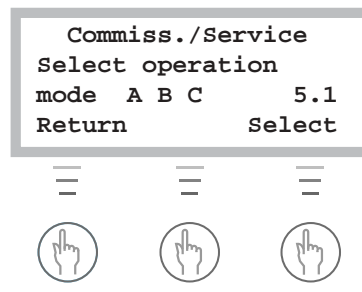 Commiss./Service
Select operation
mode A B C 5.1
Return Select